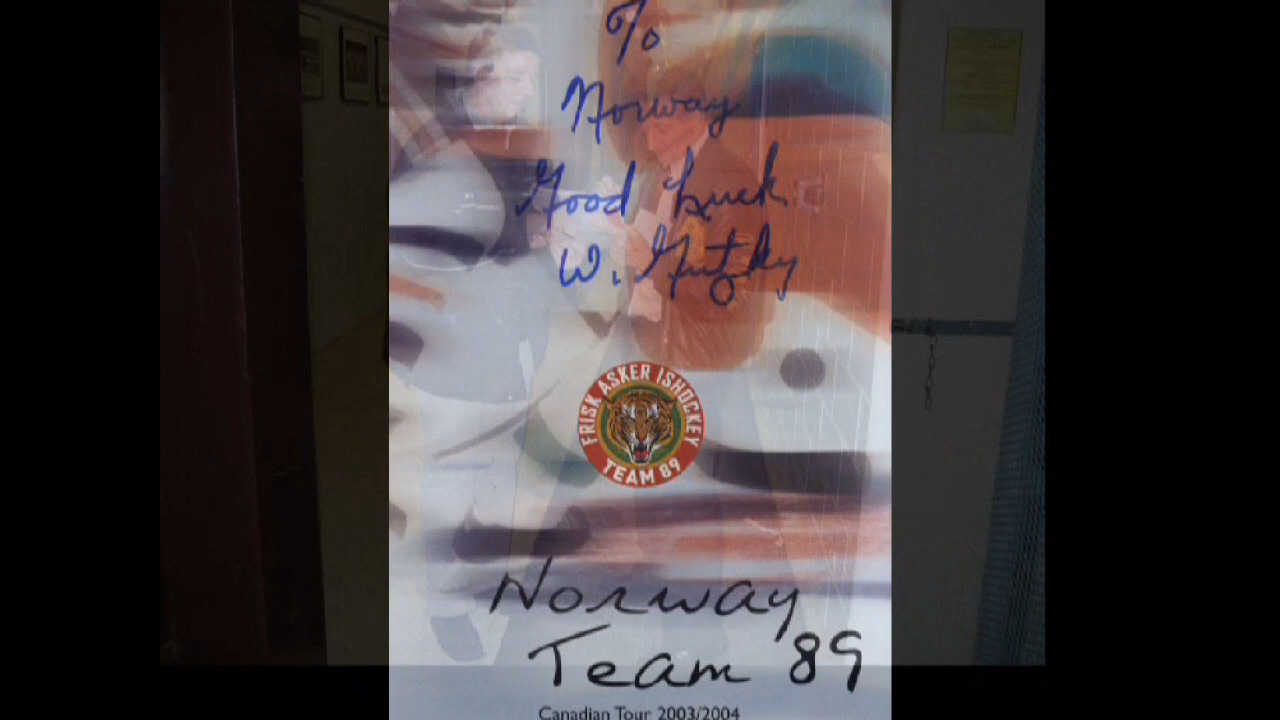 To
Norway
Good Luck
W. Gretzky
FRISK ASKER ISHOCKEY
TEAM 89
Norway
Team 89
Canadian Tour 2003/2004